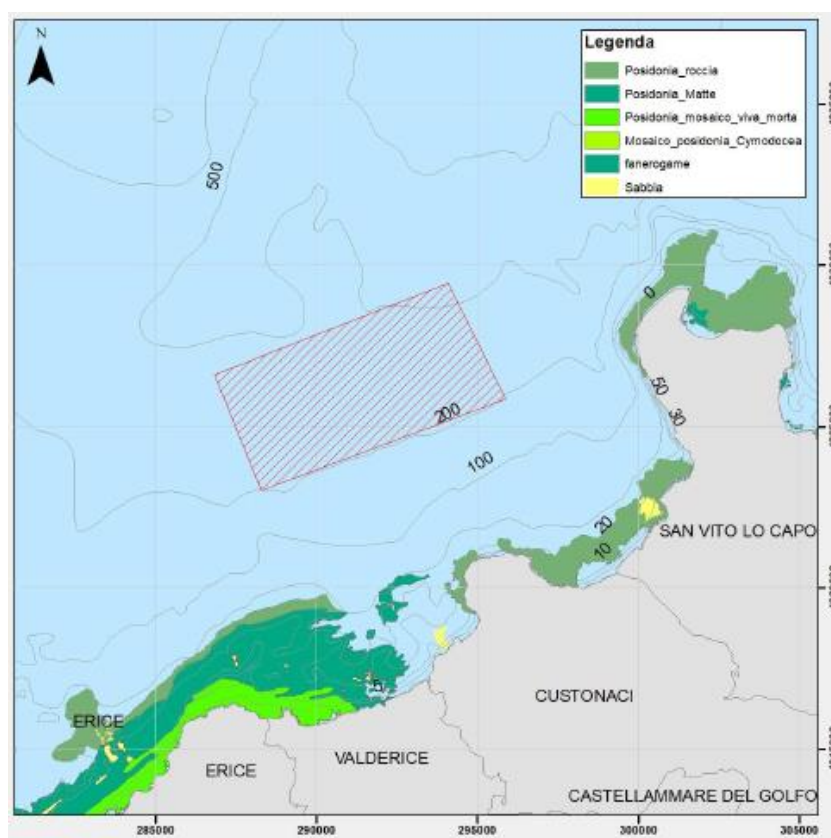 N
Legenda
Posidonia_roccia
Posidonia_Matte
Posidonia_mosaico_viva_morta
Mosaico_posidonia_Cymodocea
fanerogame
Sabbia
500
0
50
30
200
100
20
10
SAN VITO LO CAPO
5
ERICE
CUSTONACI
VALDERICE
ERICE
CASTELLAMMARE DEL GOLFO
285000
290000
295000
300000
305000